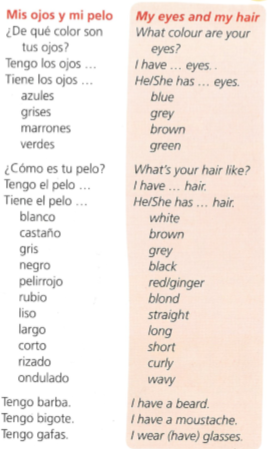 Mis ojos y mi pelo
¿De qué color son
tus ojos?
Tengo los ojos ...
Tiene los ojos ...
azules
grises
marrones
verdes
¿Cómo es tu pelo?
Tengo el pelo ...
Tiene el pelo ...
blanco
castaño
gris
negro
pelirrojo
rubio
liso
largo
corto
rizado
ondulado
Tengo barba.
Tengo bigote.
Tengo gafas.
My eyes and my hair
What colour are your
eyes?
I have ... eyes. .
He/She has ... eyes.
blue
grey
brown
green
What's your hair like?
I have ... hair.
He/She has ... hair.
white
brown
grey
black
red/ginger
blond
straight
long
short
curly
wavy
I have a beard.
I have a moustache.
I wear (have) glasses.